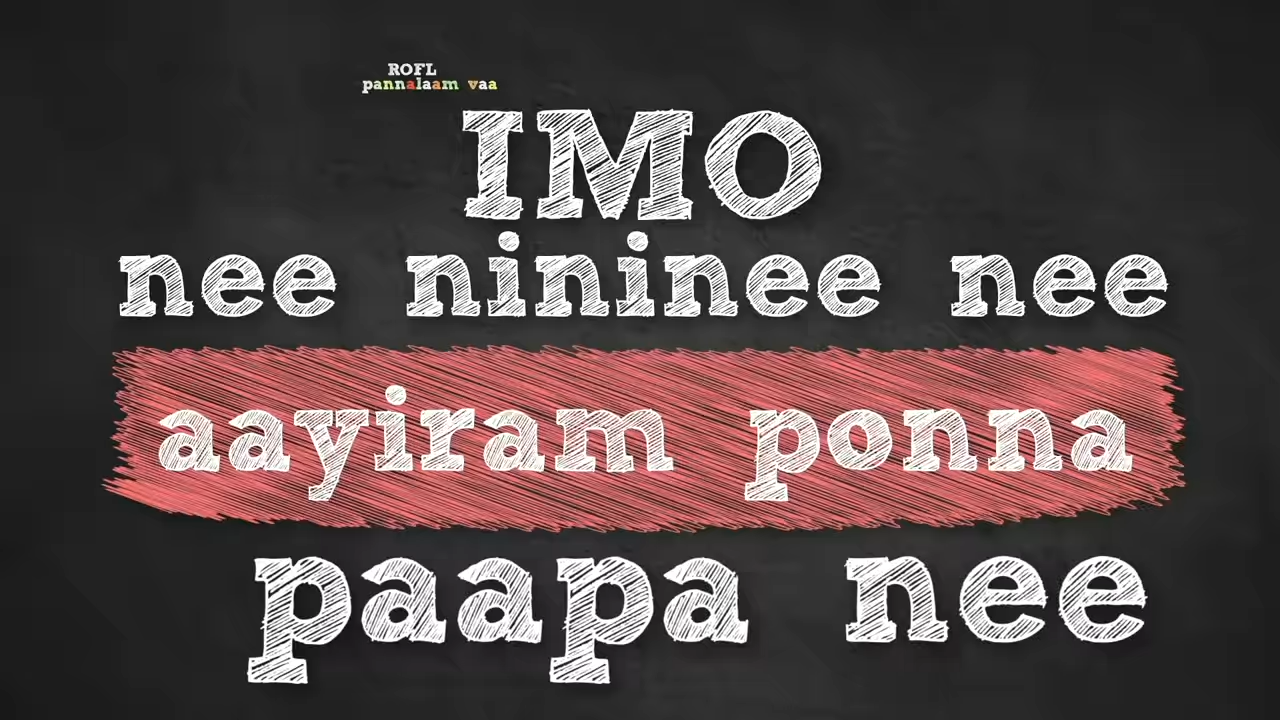 ROFL
pannalaam vaa
IMO
nee nininee nee
aayiram ponna
paapa nee